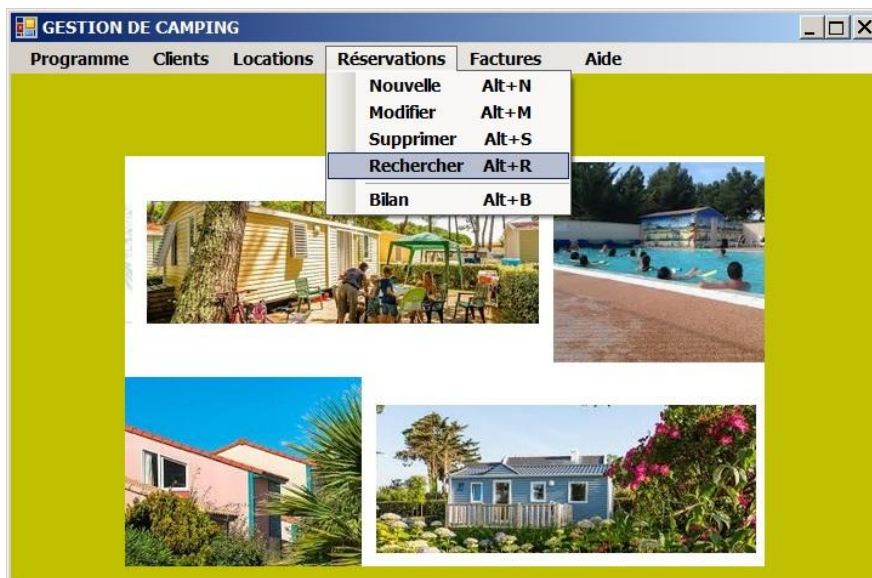 GESTION DE CAMPING
Programme Clients Locations Réservations Factures Aide
Nouvelle Alt+N
Modifier Alt+M
Supprimer Alt+S
Rechercher Alt+R
Bilan Alt+B